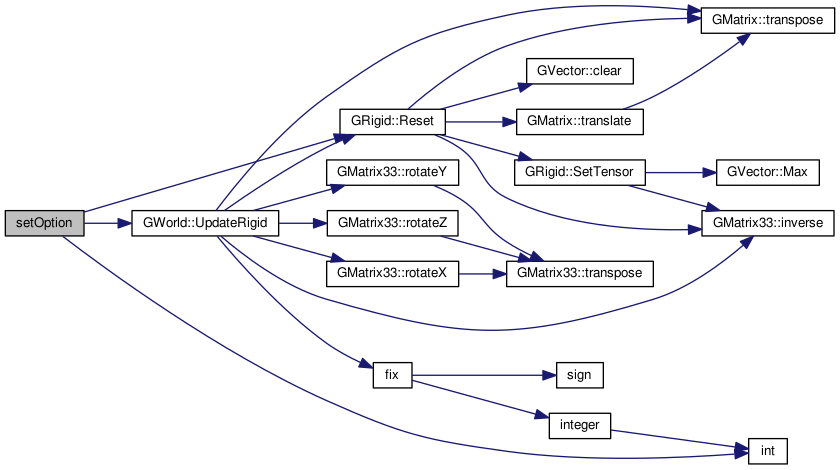 GMatrix::transpose
GVector::clear
GRigid::Reset
GMatrix::translate
GMatrix33::rotateY
GRigid::SetTensor
GVector::Max
setOption
GWorld::UpdateRigid
GMatrix33::rotateZ
GMatrix33::inverse
GMatrix33::rotateX
GMatrix33::transpose
fix
sign
integer
int